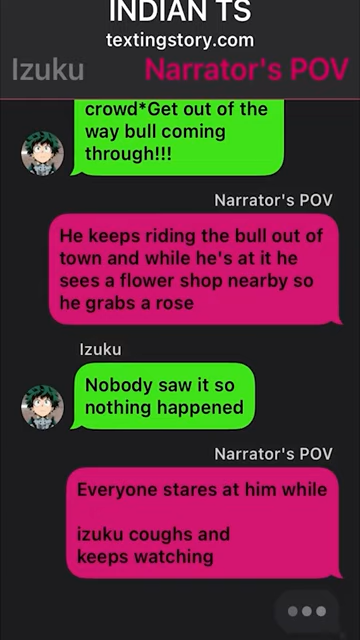 INDIAN TS
textingstory.com
Izuku Narrator's POV
crowd*Get out of the
way bull coming
through!!!
Narrator's POV
He keeps riding the bull out of
town and while he's at it he
sees a flower shop nearby so
he grabs a rose
Izuku
Nobody saw it so
nothing happened
Narrator's POV
Everyone stares at him while
izuku coughs and
keeps watching